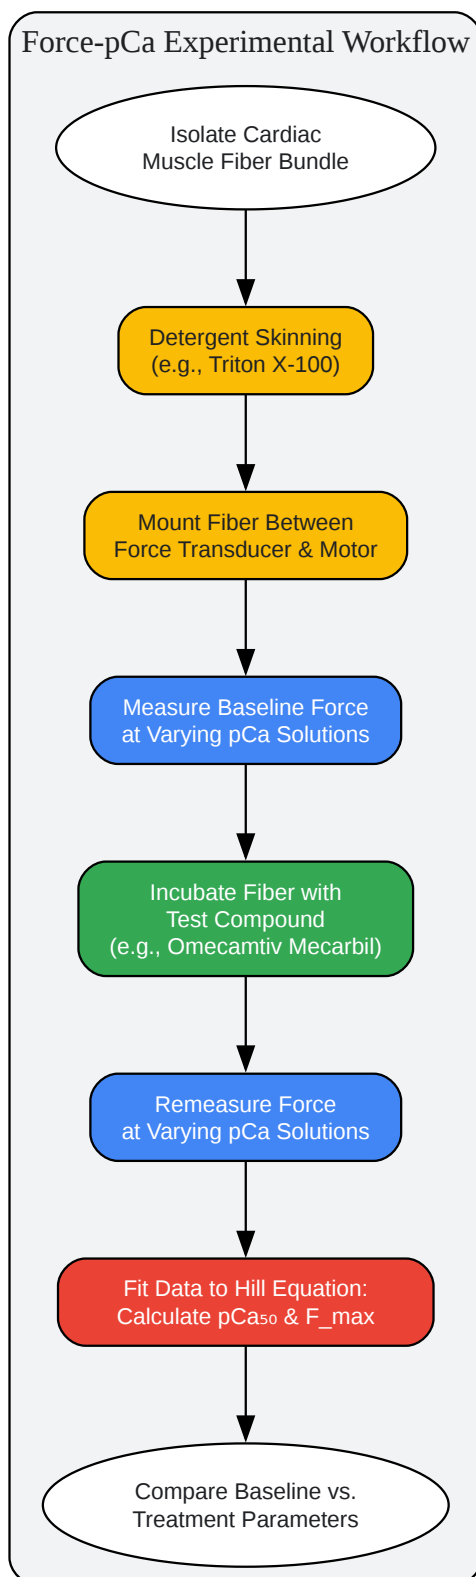 Force-pCa Experimental Workflow
Isolate Cardiac
Muscle Fiber Bundle
Detergent Skinning
(e.g., Triton X-100)
Mount Fiber Between
Force Transducer & Motor
Measure Baseline Force
at Varying pCa Solutions
Incubate Fiber with
Test Compound
(e.g., Omecamtiv Mecarbil)
Remeasure Force
at Varying pCa Solutions
Fit Data to Hill Equation:
Calculate pCa₅₀ & F_max
Compare Baseline vs.
Treatment Parameters